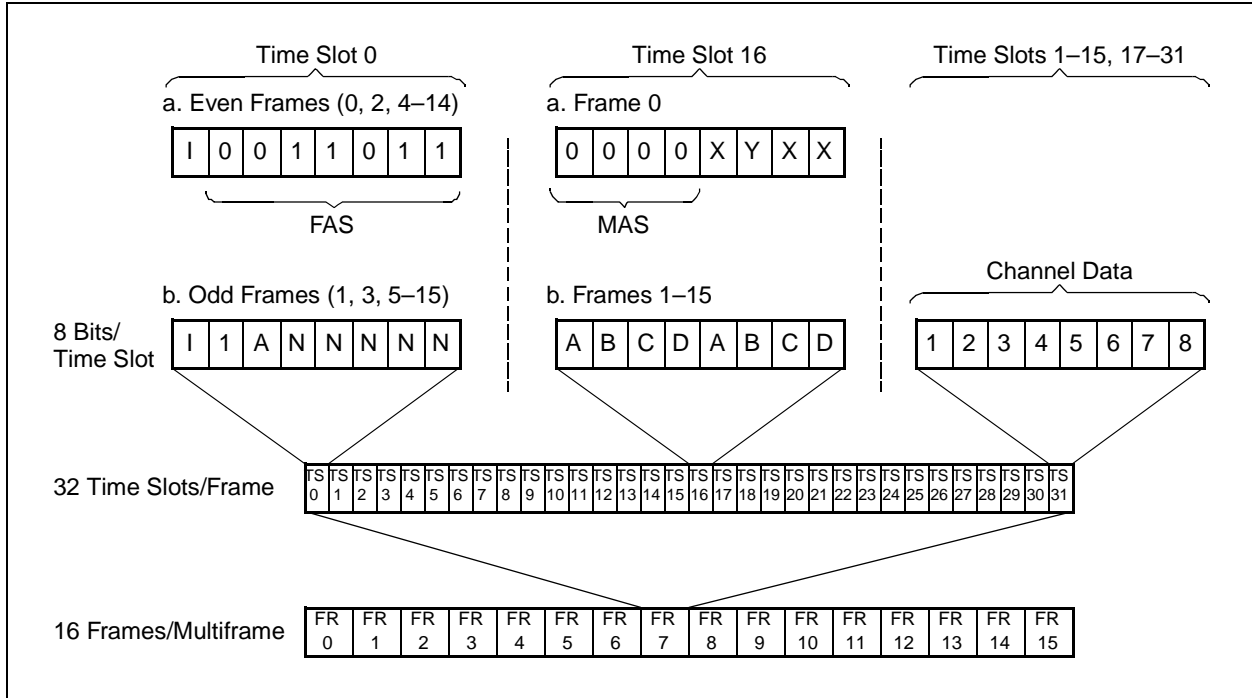 Time Slot 0
Time Slot 16
Time Slots 1–15, 17–31
a. Even Frames (0, 2, 4–14)
a. Frame 0
I 0 0 1 1 0 1 1
0 0 0 0 X Y X X
FAS
MAS
Channel Data
b. Odd Frames (1, 3, 5–15)
b. Frames 1–15
8 Bits/
Time Slot
I 1 A N N N N N
A B C D A B C D
1 2 3 4 5 6 7 8
32 Time Slots/Frame
TS TS TS TS TS TS TS TS TS TS TS TS TS TS TS TS TS TS TS TS TS TS TS TS TS TS TS TS TS TS TS TS
0 1 2 3 4 5 6 7 8 9 10 11 12 13 14 15 16 17 18 19 20 21 22 23 24 25 26 27 28 29 30 31
16 Frames/Multiframe
FR FR FR FR FR FR FR FR FR FR FR FR FR FR FR FR
0 1 2 3 4 5 6 7 8 9 10 11 12 13 14 15